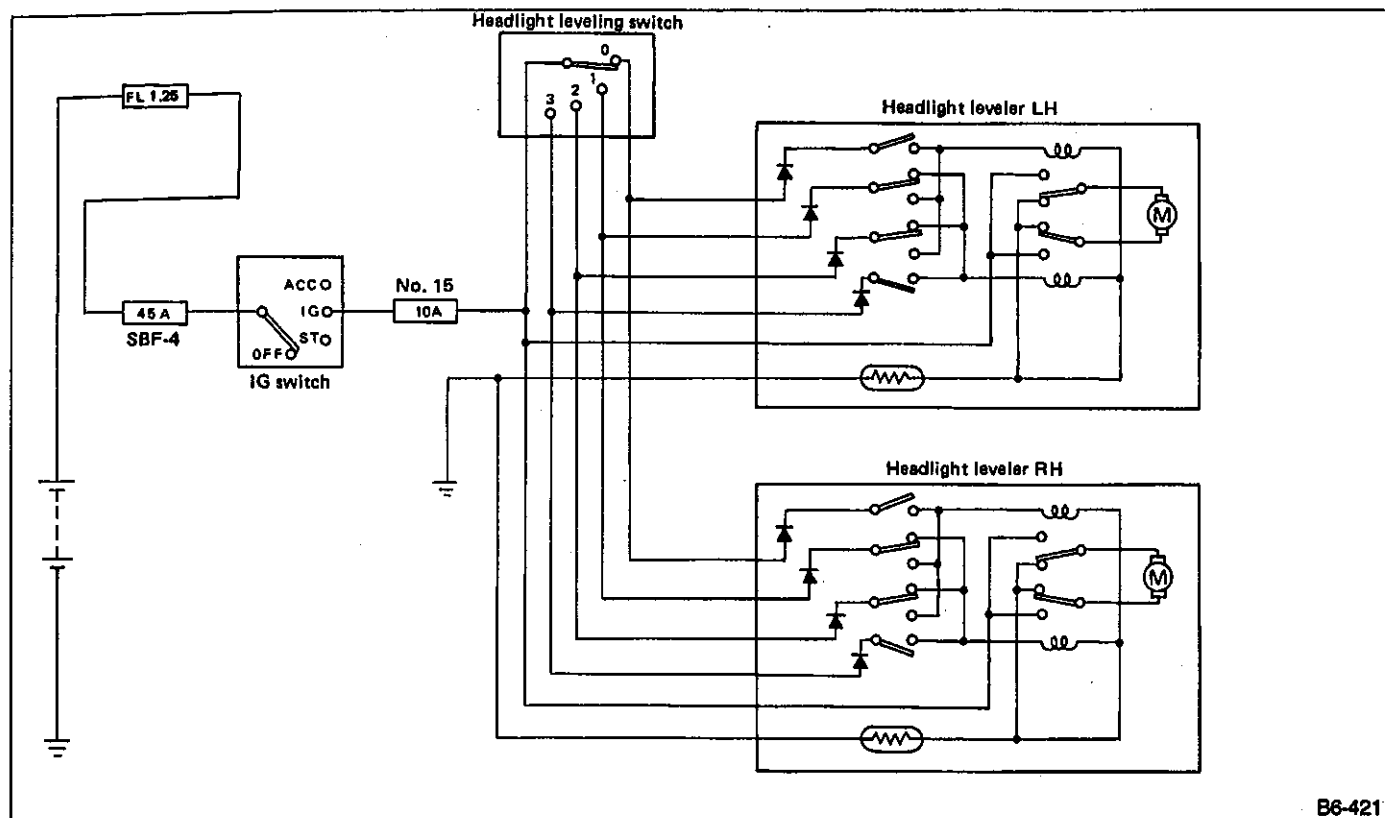 Headlight leveling switch
0
1
2
3
FL 1.25
Headlight leveler LH
M
ACC
IG
ST
OFF
IG switch
No. 15
10A
45 A
SBF-4
Headlight leveler RH
M
B6-421